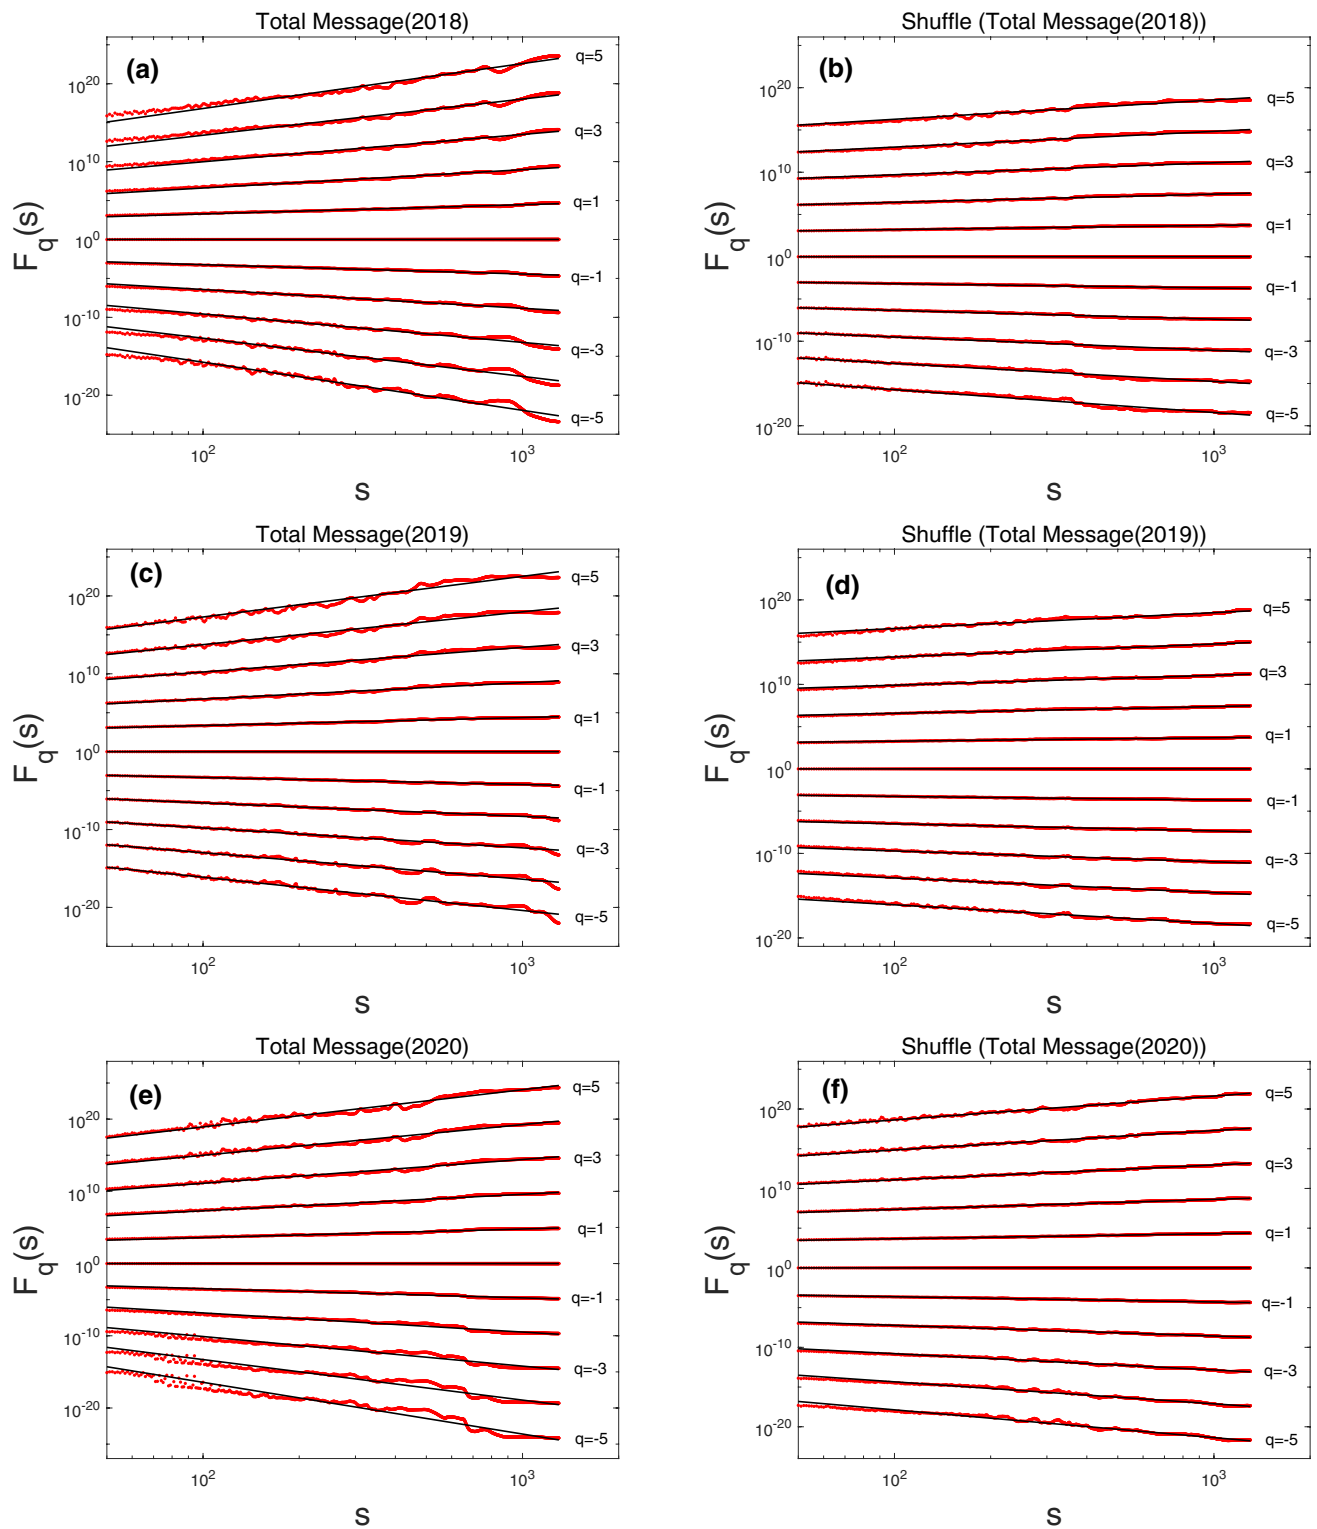 Total Message(2018)
(a)
F_q(s)
10^20
10^10
10^0
10^-10
10^-20
q=5
q=3
q=1
q=-1
q=-3
q=-5
10^2
10^3
s
Shuffle (Total Message(2018))
(b)
F_q(s)
10^20
10^10
10^0
10^-10
10^-20
q=5
q=3
q=1
q=-1
q=-3
q=-5
10^2
10^3
s
Total Message(2019)
(c)
F_q(s)
10^20
10^10
10^0
10^-10
10^-20
q=5
q=3
q=1
q=-1
q=-3
q=-5
10^2
10^3
s
Shuffle (Total Message(2019))
(d)
F_q(s)
10^20
10^10
10^0
10^-10
10^-20
q=5
q=3
q=1
q=-1
q=-3
q=-5
10^2
10^3
s
Total Message(2020)
(e)
F_q(s)
10^20
10^10
10^0
10^-10
10^-20
q=5
q=3
q=1
q=-1
q=-3
q=-5
10^2
10^3
s
Shuffle (Total Message(2020))
(f)
F_q(s)
10^20
10^10
10^0
10^-10
10^-20
q=5
q=3
q=1
q=-1
q=-3
q=-5
10^2
10^3
s